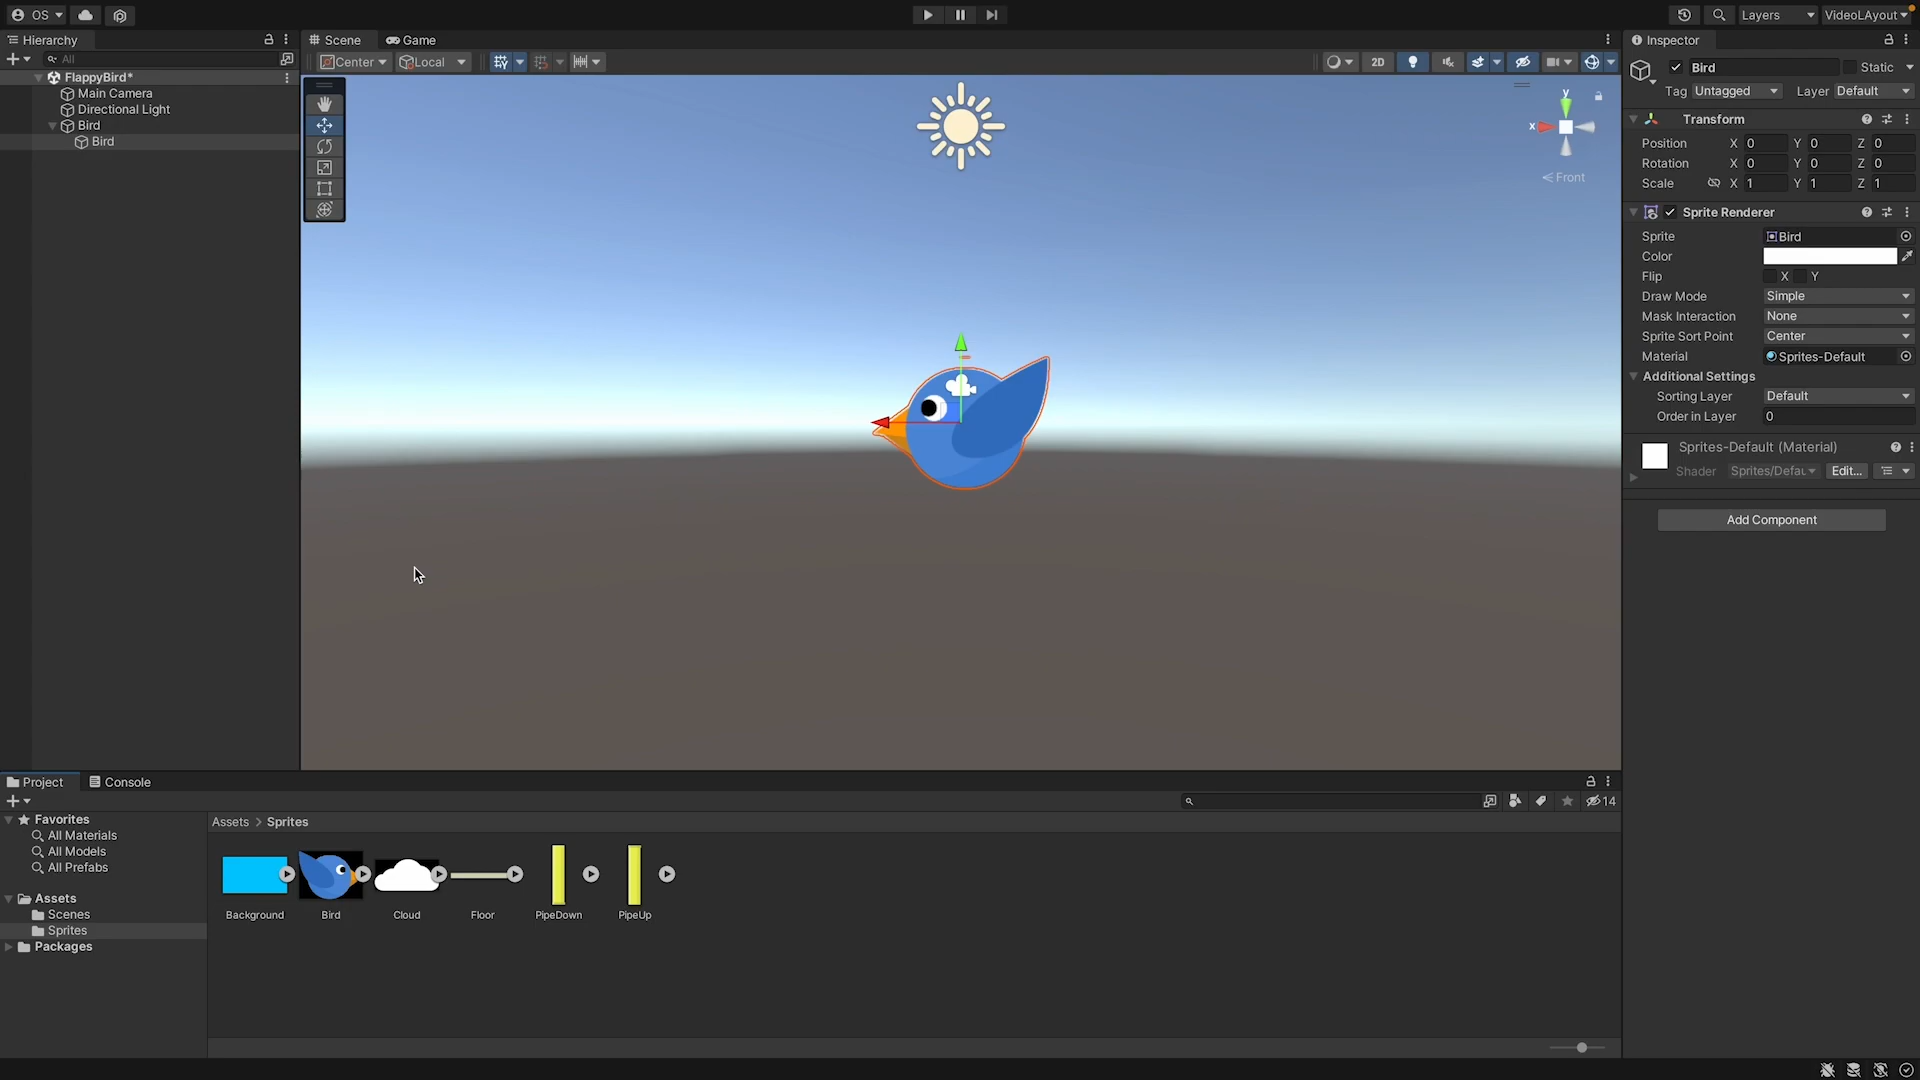 OS
Layers
VideoLAyout
Hierarchy
All
FlappyBird*
Main Camera
Directional Light
Bird
Bird
Scene
Game
Center
Local
2D
y
x
Front
Inspector
Bird
Static
Tag Untagged
Layer Default
Transform
Position X 0 Y 0 Z 0
Rotation X 0 Y 0 Z 0
Scale X 1 Y 1 Z 1
Sprite Renderer
Sprite Bird
Color
Flip X Y
Draw Mode Simple
Mask Interaction None
Sprite Sort Point Center
Material Sprites-Default
Additional Settings
Sorting Layer Default
Order in Layer 0
Sprites-Default (Material)
Shader Sprites/Defau Edit...
Add Component
Project
Console
14
Favorites
All Materials
All Models
All Prefabs
Assets
Scenes
Sprites
Packages
Assets > Sprites
Background
Bird
Cloud
Floor
PipeDown
PipeUp